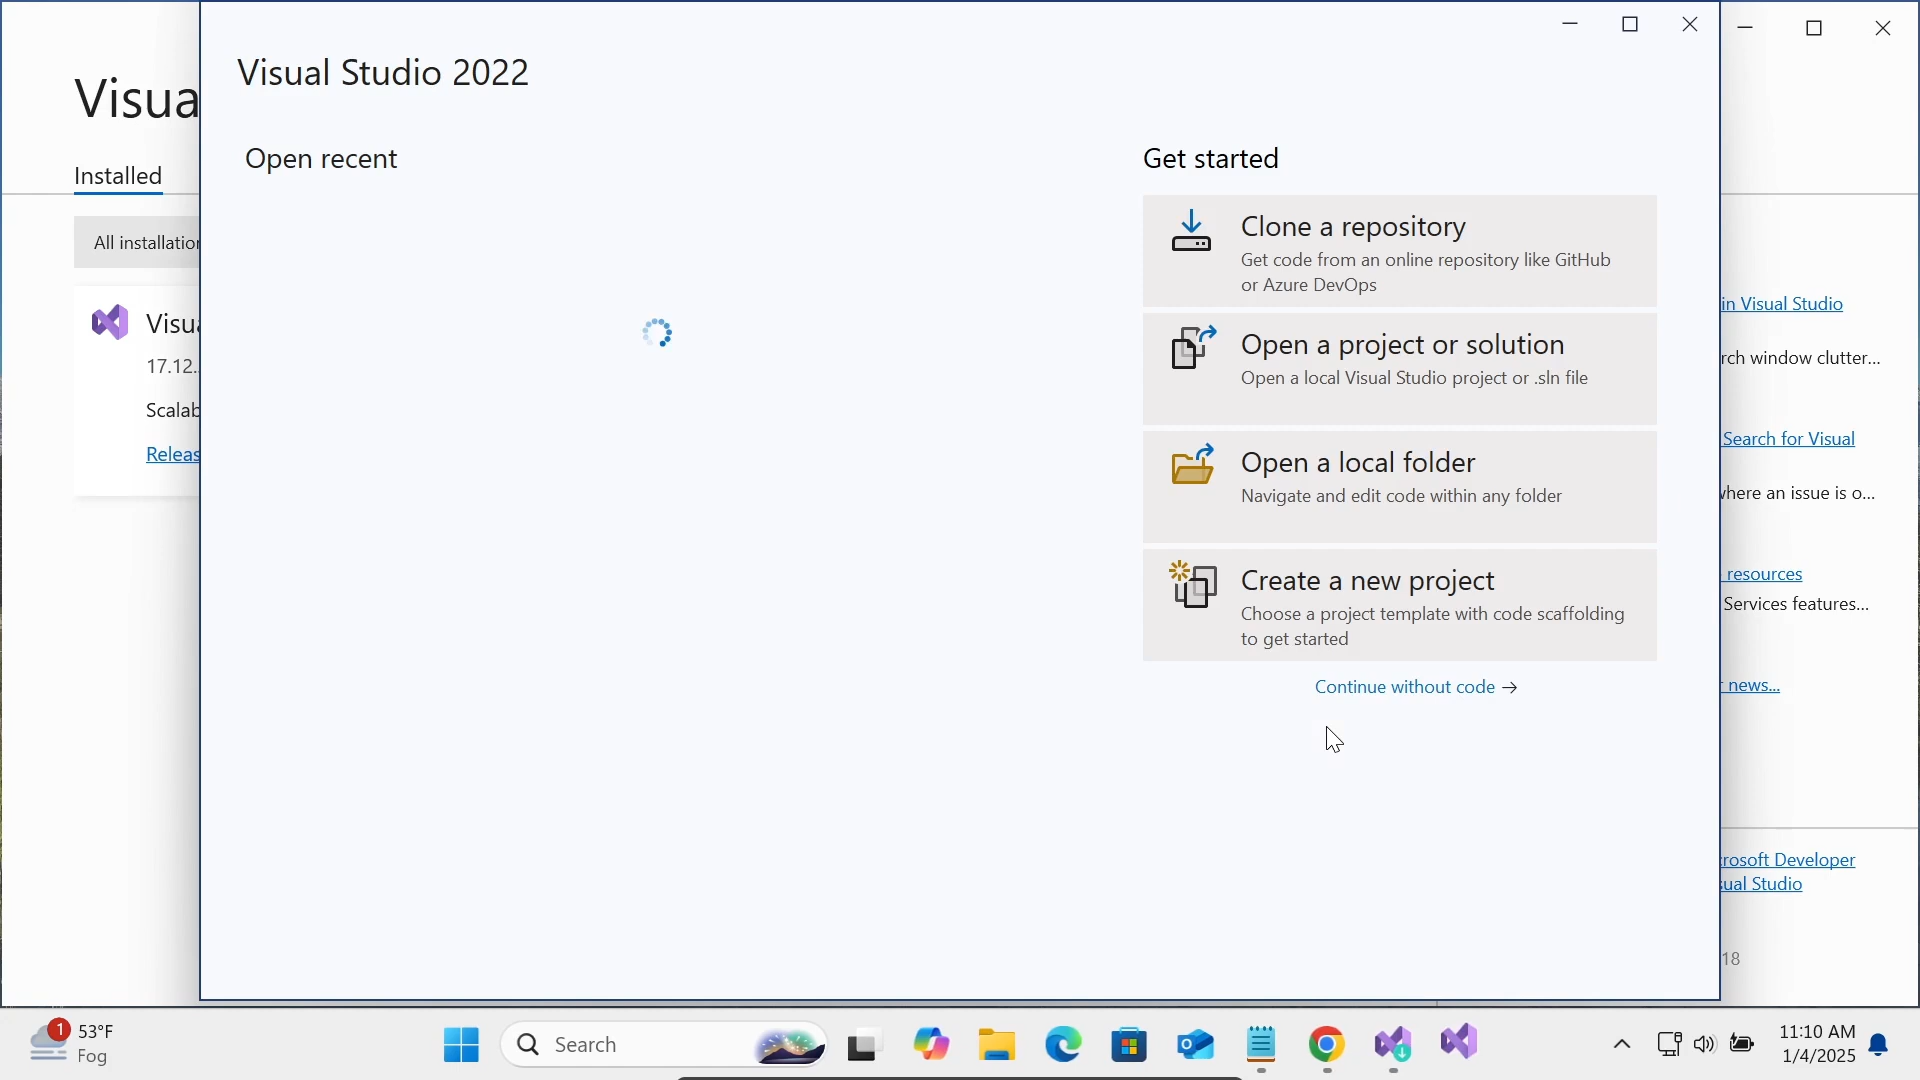 Visual Studio 2022
Open recent
Get started
Clone a repository
Get code from an online repository like GitHub
or Azure DevOps
Open a project or solution
Open a local Visual Studio project or .sln file
Open a local folder
Navigate and edit code within any folder
Create a new project
Choose a project template with code scaffolding
to get started
Continue without code →
Visua
Installed
All installation
Visua
17.12...
Scalab
Releas
in Visual Studio
rch window clutter...
Search for Visual
where an issue is o...
resources
Services features...
news...
crosoft Developer
sual Studio
18
1
53°F
Fog
Search
11:10 AM
1/4/2025